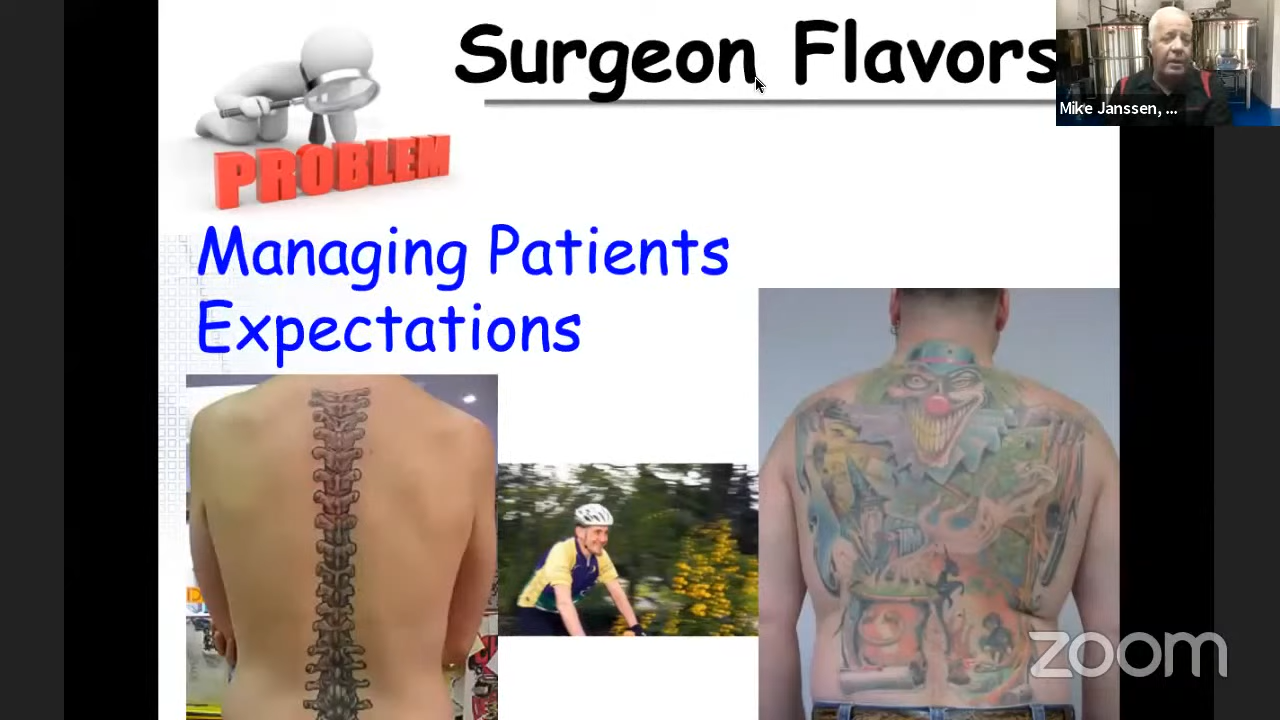 Surgeon Flavors
Mike Janssen, ...
PROBLEM
Managing Patients
Expectations
zoom